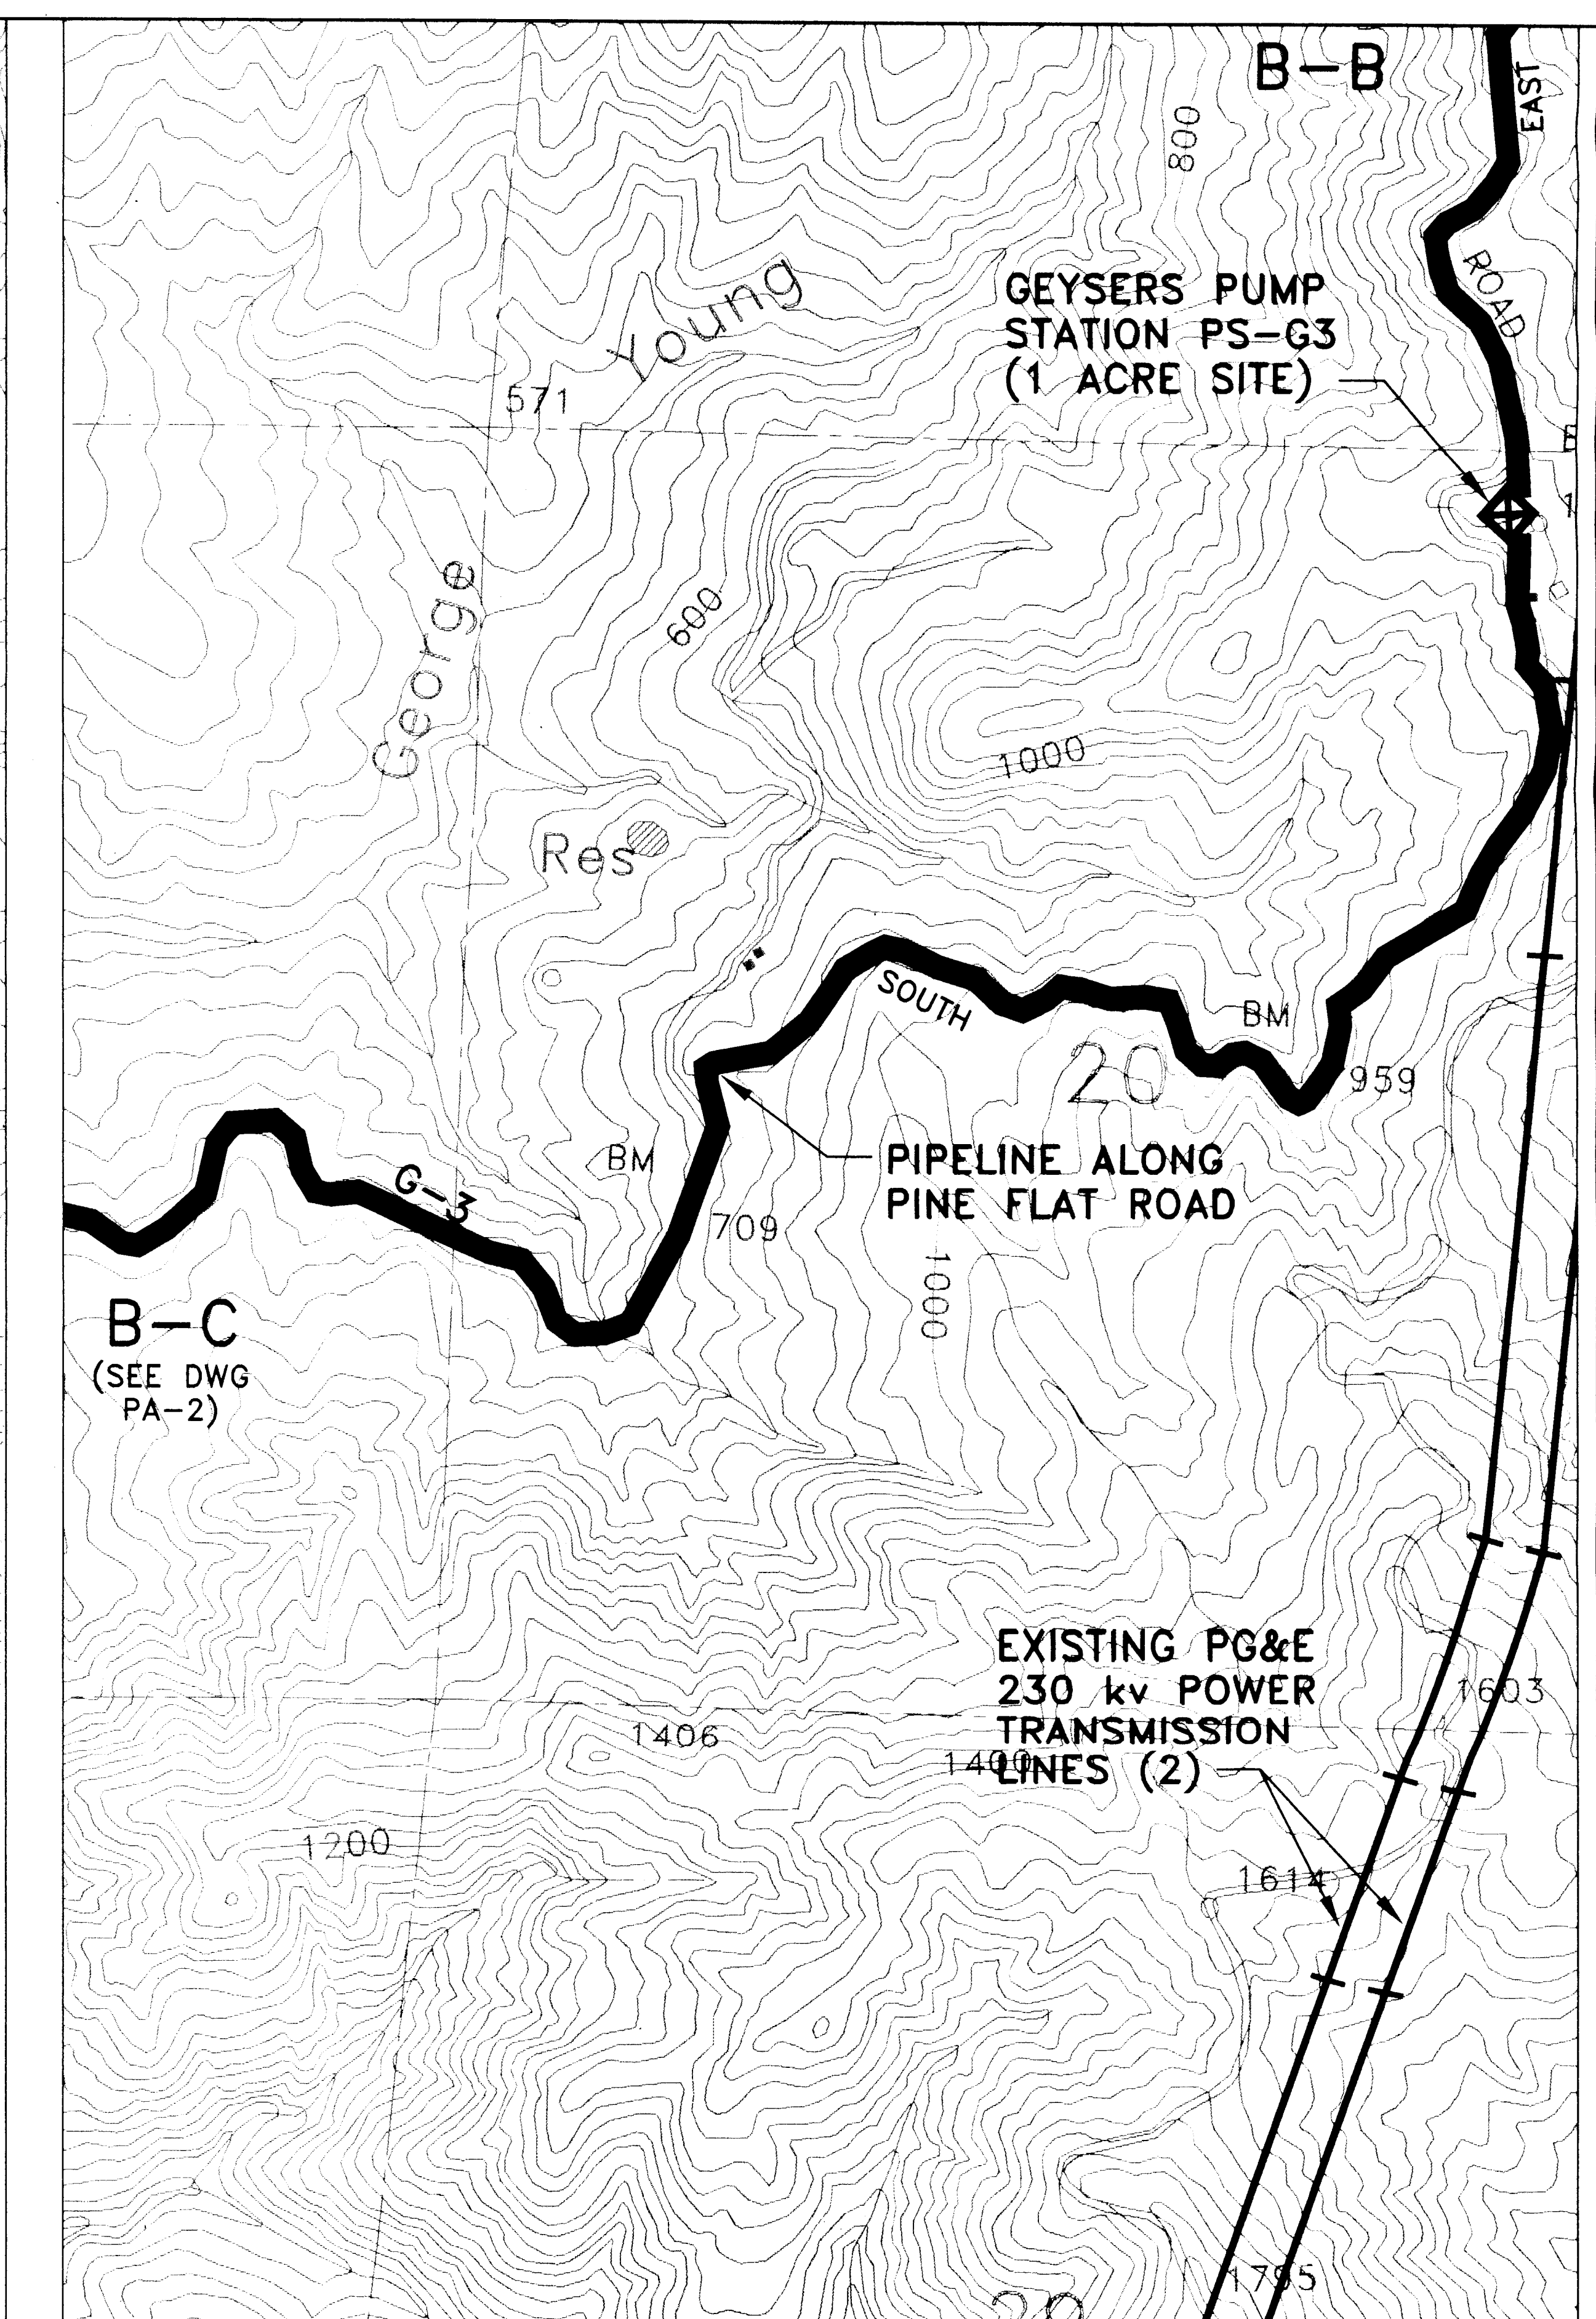 B-B
EAST
800
ROAD
Young
GEYSERS PUMP
STATION PS-G3
(1 ACRE SITE)
571
George
600
1000
Res
SOUTH
BM
20
959
BM
PIPELINE ALONG
PINE FLAT ROAD
G-3
709
1000
B-C
(SEE DWG
PA-2)
EXISTING PG&E
230 kv POWER
TRANSMISSION
LINES (2)
1603
1406
1400
1200
1614
1795